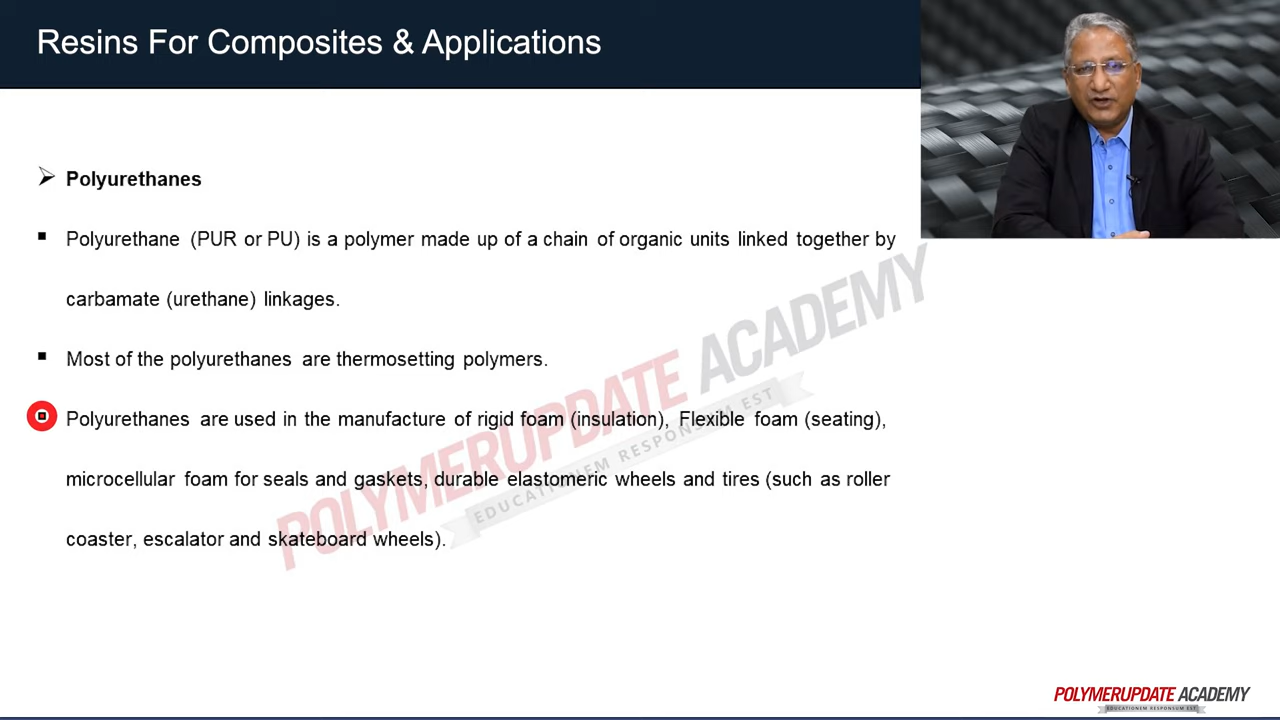 Resins For Composites & Applications
Polyurethanes
Polyurethane (PUR or PU) is a polymer made up of a chain of organic units linked together by
carbamate (urethane) linkages.
Most of the polyurethanes are thermosetting polymers.
Polyurethanes are used in the manufacture of rigid foam (insulation), Flexible foam (seating),
microcellular foam for seals and gaskets, durable elastomeric wheels and tires (such as roller
coaster, escalator and skateboard wheels).
POLYMERUPDATE ACADEMY
EDUCATIONEM RESPONSUM EST
POLYMERUPDATE ACADEMY
EDUCATIONEM RESPONSUM EST